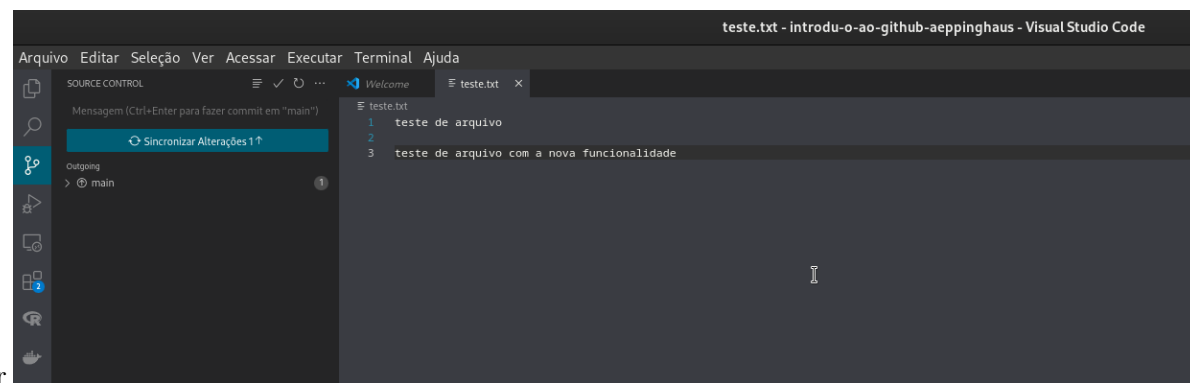 teste.txt - introdu-o-ao-github-aeppinghaus - Visual Studio Code
Arquivo Editar Seleção Ver Acessar Executar Terminal Ajuda
SOURCE CONTROL
Mensagem (Ctrl+Enter para fazer commit em "main")
Sincronizar Alterações 1↑
Outgoing
main 1
Welcome teste.txt ×
teste.txt
1 teste de arquivo
2
3 teste de arquivo com a nova funcionalidade
2
R
r